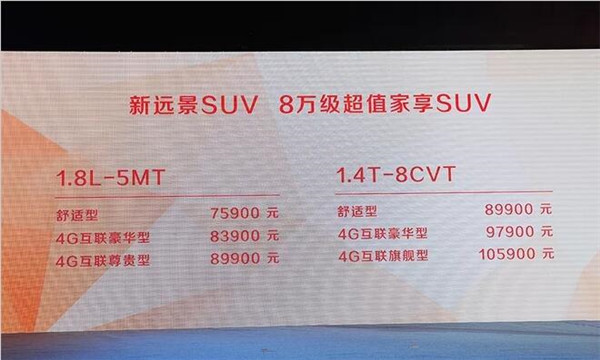 新远景SUV 8万级超值家享SUV
1.8L-5MT
舒适型 75900 元
4G互联豪华型 83900 元
4G互联尊贵型 89900 元
1.4T-8CVT
舒适型 89900 元
4G互联豪华型 97900 元
4G互联旗舰型 105900 元